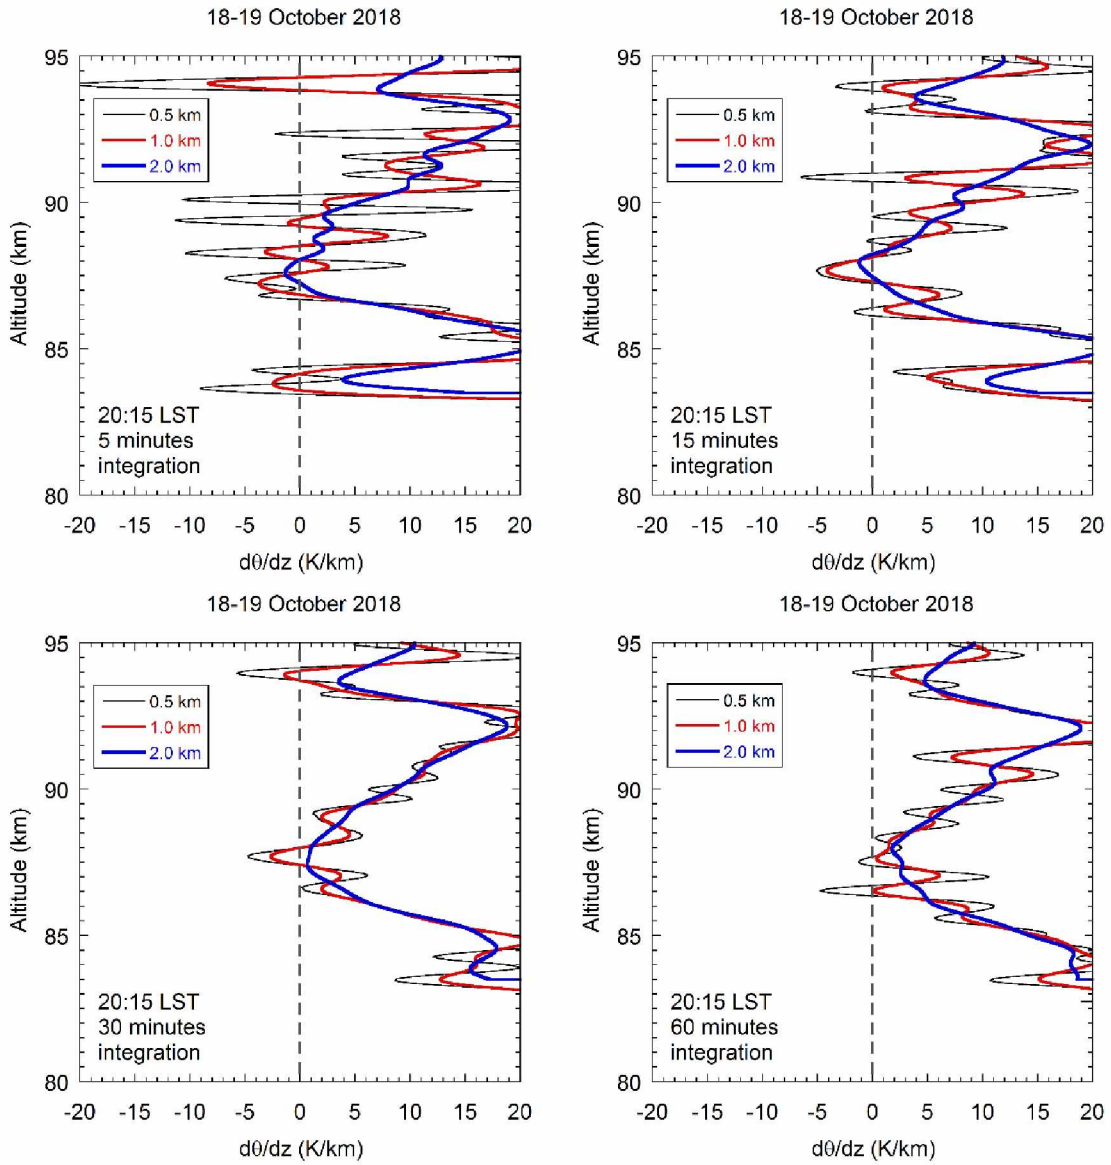 18-19 October 2018
95
90
85
80
Altitude (km)
0.5 km
1.0 km
2.0 km
20:15 LST
5 minutes
integration
-20 -15 -10 -5 0 5 10 15 20
dθ/dz (K/km)
18-19 October 2018
95
90
85
80
Altitude (km)
0.5 km
1.0 km
2.0 km
20:15 LST
15 minutes
integration
-20 -15 -10 -5 0 5 10 15 20
dθ/dz (K/km)
18-19 October 2018
95
90
85
80
Altitude (km)
0.5 km
1.0 km
2.0 km
20:15 LST
30 minutes
integration
-20 -15 -10 -5 0 5 10 15 20
dθ/dz (K/km)
18-19 October 2018
95
90
85
80
Altitude (km)
0.5 km
1.0 km
2.0 km
20:15 LST
60 minutes
integration
-20 -15 -10 -5 0 5 10 15 20
dθ/dz (K/km)